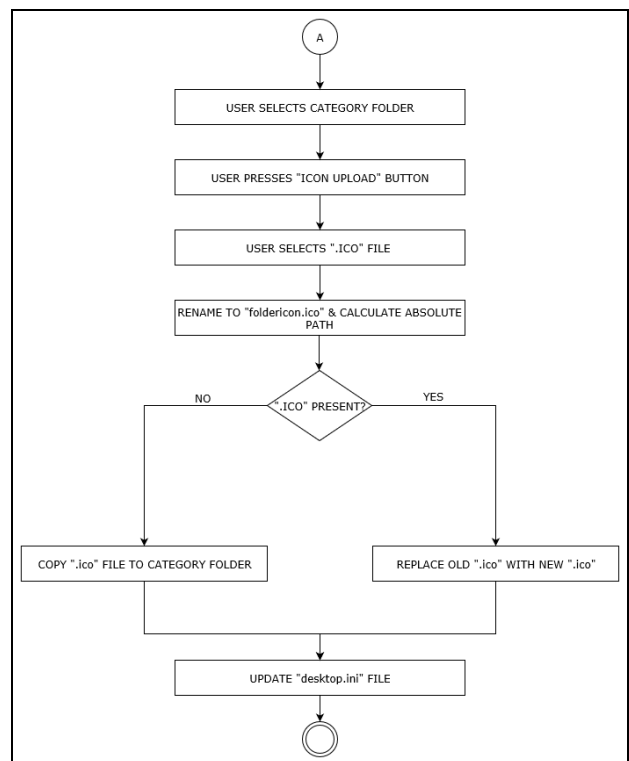 A
USER SELECTS CATEGORY FOLDER
USER PRESSES "ICON UPLOAD" BUTTON
USER SELECTS ".ICO" FILE
RENAME TO "foldericon.ico" & CALCULATE ABSOLUTE
PATH
".ICO" PRESENT?
NO
YES
COPY ".ico" FILE TO CATEGORY FOLDER
REPLACE OLD ".ico" WITH NEW ".ico"
UPDATE "desktop.ini" FILE